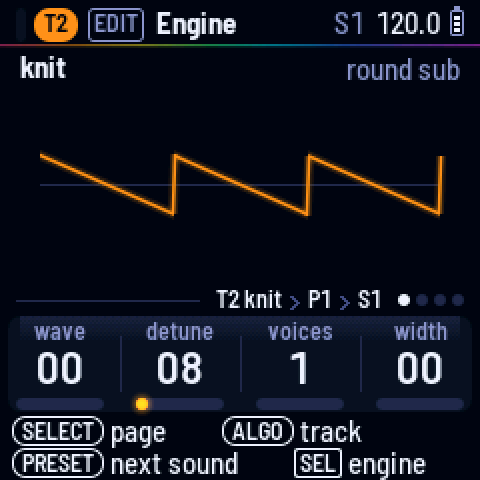 T2 EDIT Engine S1 120.0
knit round sub
T2 knit > P1 > S1
wave detune voices width
00 08 1 00
SELECT page ALGO track
PRESET next sound SEL engine